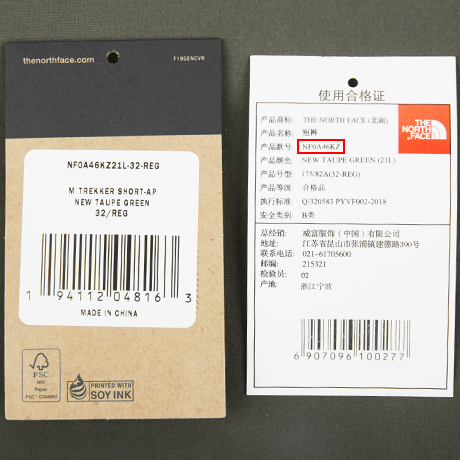 thenorthface.com
F19GENCVR
NF0A46KZ21L-32-REG
M TREKKER SHORT-AP
NEW TAUPE GREEN
32/REG
1 94112 04816 3
MADE IN CHINA
FSC
MIX
Paper
PRINTED WITH
SOY INK
使用合格证
产品商标: THE NORTH FACE (北面)
产品名称: 短裤
产品款号: NF0A46KZ
产品颜色: NEW TAUPE GREEN (21L)
产品号型: 175/82A(32-REG)
产品等级: 合格品
执行标准: Q/320583 PYVF002-2018
安全类别: B类
THE
NORTH
FACE
总经销: 威富服饰（中国）有限公司
地址: 江苏省昆山市张浦镇建德路390号
联系电话: 021-61705600
邮编: 215321
检验员: 02
产地: 浙江宁波
6 907096 100277